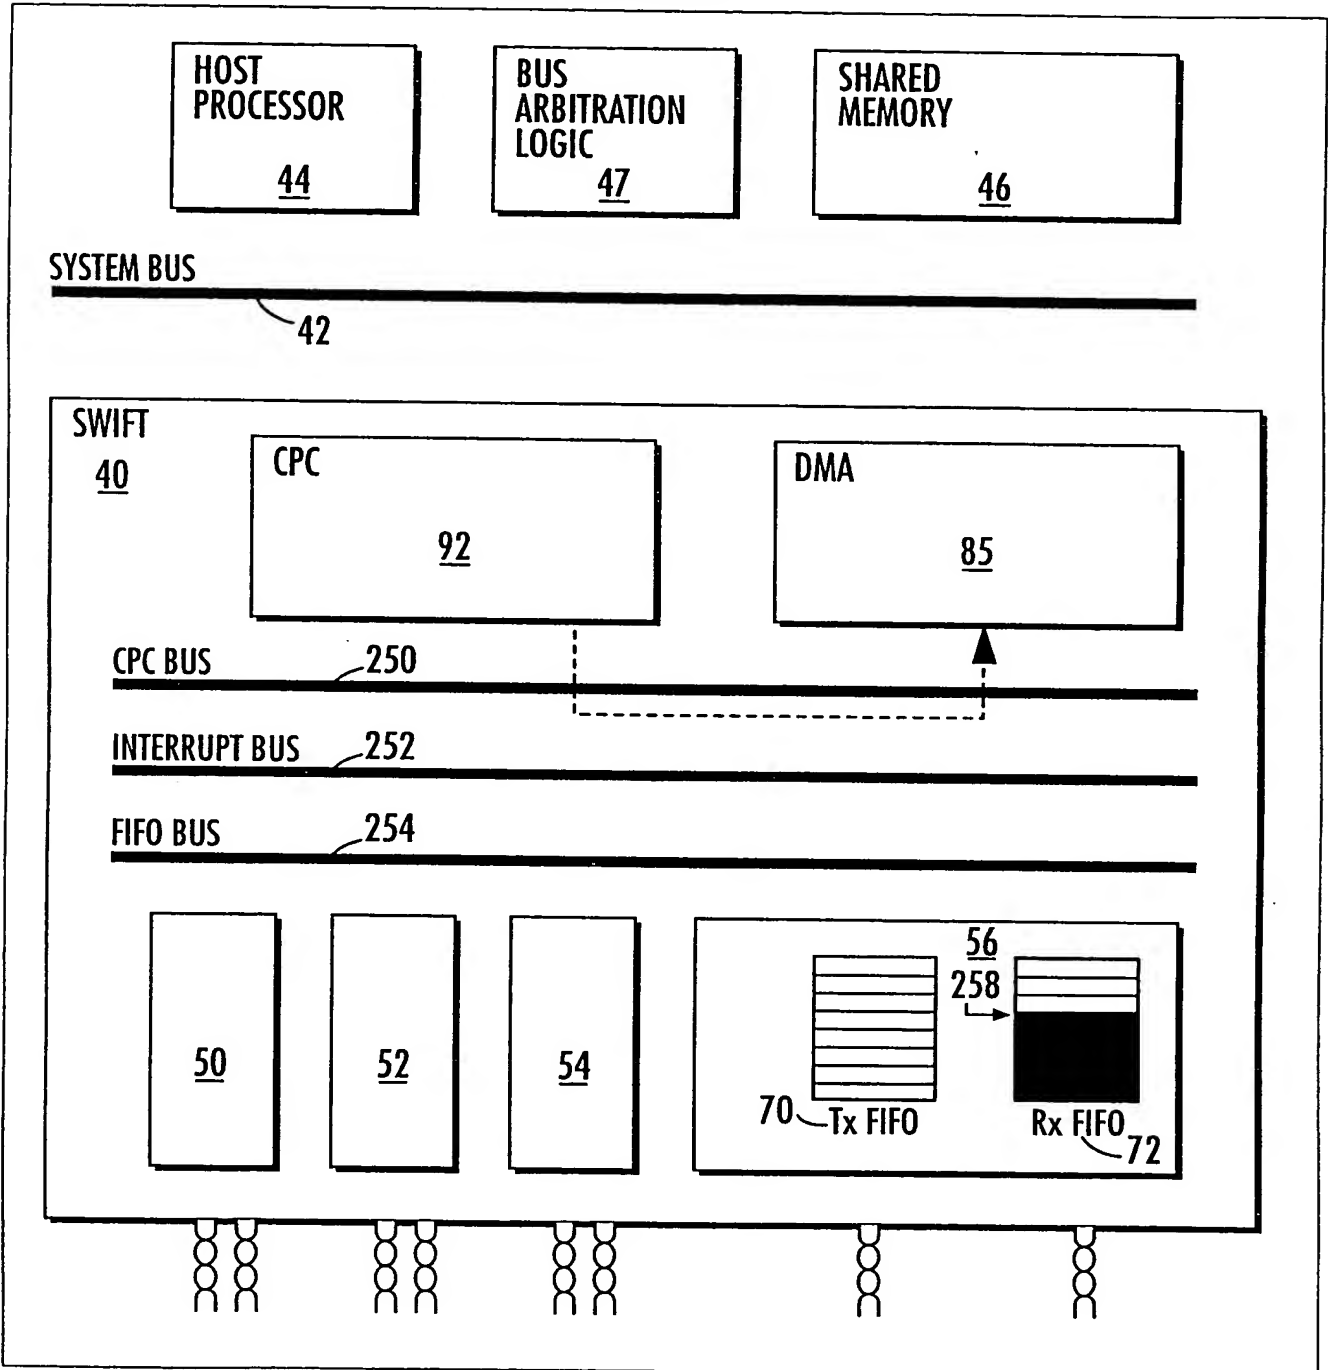 HOST
PROCESSOR
44
BUS
ARBITRATION
LOGIC
47
SHARED
MEMORY
46
SYSTEM BUS
42
SWIFT
40
CPC
92
DMA
85
CPC BUS
250
INTERRUPT BUS
252
FIFO BUS
254
50
52
54
56
258
70
Tx FIFO
Rx FIFO
72